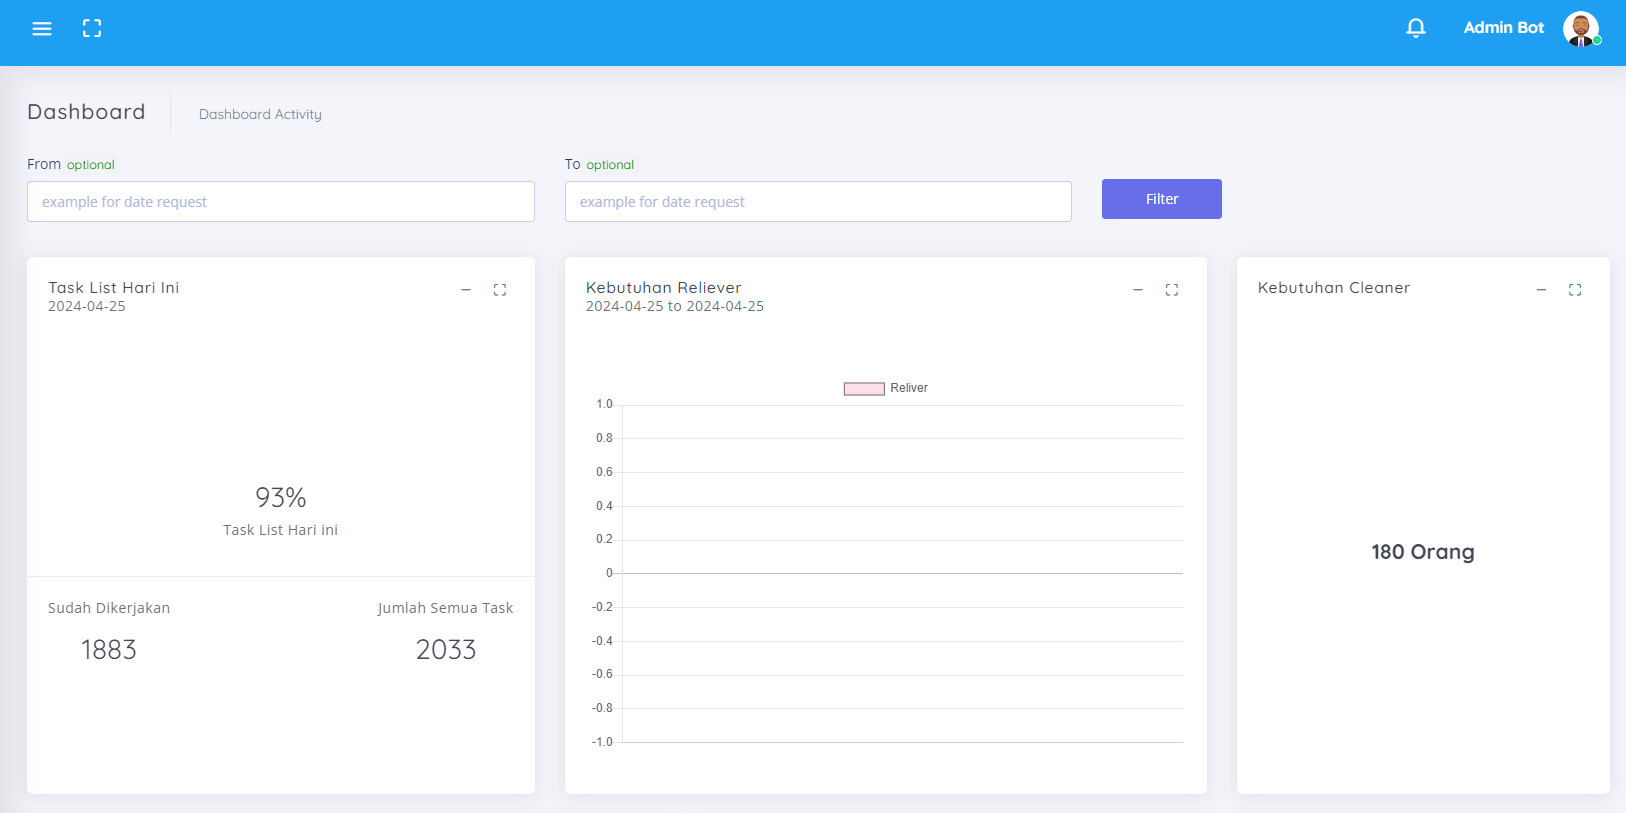 Admin Bot
Dashboard
Dashboard Activity
From optional
To optional
example for date request
example for date request
Filter
Task List Hari Ini
2024-04-25
93%
Task List Hari ini
Sudah Dikerjakan
Jumlah Semua Task
1883
2033
Kebutuhan Reliever
2024-04-25 to 2024-04-25
Reliver
1.0
0.8
0.6
0.4
0.2
0
-0.2
-0.4
-0.6
-0.8
-1.0
Kebutuhan Cleaner
180 Orang